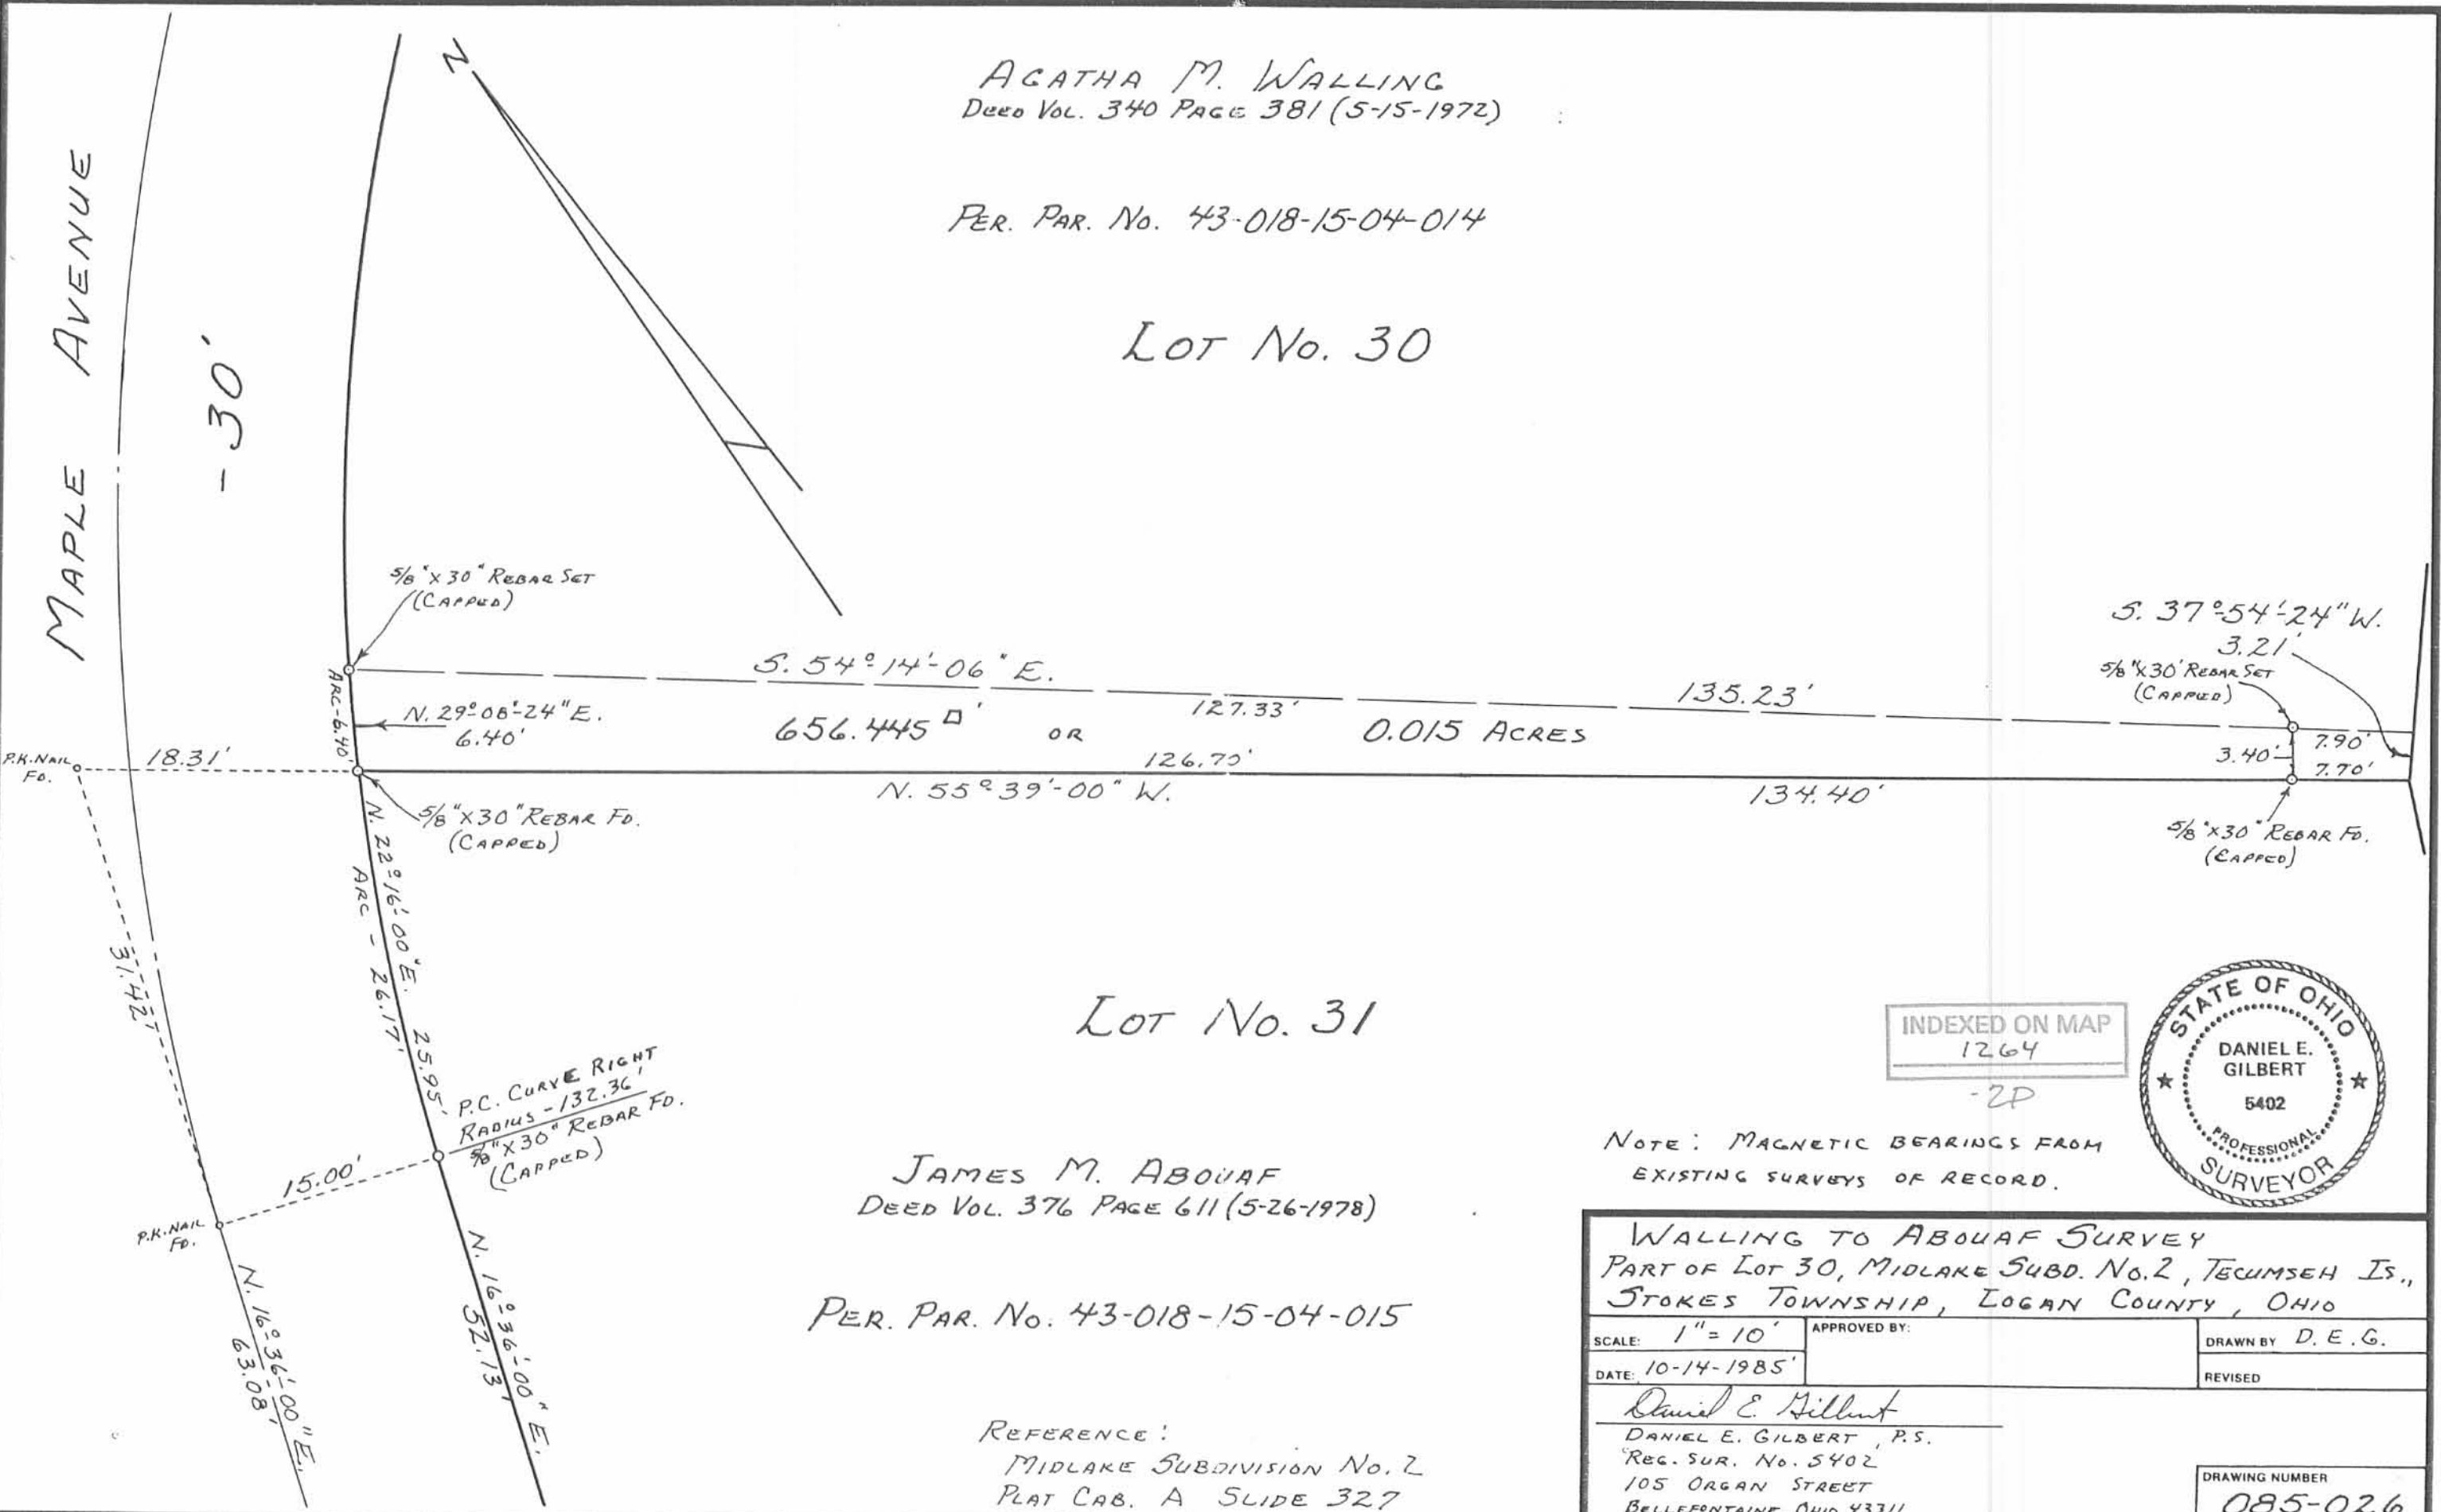 AGATHA M. WALLING
DEED VOL. 340 PAGE 381 (5-15-1972)
PER. PAR. NO. 43-018-15-04-014
LOT NO. 30
N
MAPLE AVENUE
- 30'
5/8" X 30" REBAR SET
(CAPPED)
S. 54°-14'-06" E.
127.33'
135.23'
S. 37°-54'-24" W.
3.21'
5/8" X 30' REBAR SET
(CAPPED)
ARC-6.40'
N. 29°-08'-24" E.
6.40'
656.445 □' OR 0.015 ACRES
126.70'
3.40'
7.90'
7.70'
P.K. NAIL
FD.
18.31'
N. 55°39'-00" W.
134.40'
5/8" X 30" REBAR FD.
(CAPPED)
5/8" X 30" REBAR FD.
(CAPPED)
N. 22°-16'-00" E. 25.95'
ARC - 26.17'
31.42'
P.C. CURVE RIGHT
RADIUS - 132.36'
5/8" X 30" REBAR FD.
(CAPPED)
15.00'
P.K. NAIL
FD.
N. 16°-36'-00" E.
63.08'
N. 16°-36'-00" E.
52.13'
LOT NO. 31
JAMES M. ABOUAF
DEED VOL. 376 PAGE 611 (5-26-1978)
PER. PAR. NO. 43-018-15-04-015
REFERENCE:
MIDLAKE SUBDIVISION NO. 2
PLAT CAB. A SLIDE 327
INDEXED ON MAP
1264
-2D
STATE OF OHIO
DANIEL E.
GILBERT
5402
PROFESSIONAL
SURVEYOR
NOTE: MAGNETIC BEARINGS FROM
EXISTING SURVEYS OF RECORD.
WALLING TO ABOUAF SURVEY
PART OF LOT 30, MIDLAKE SUBD. NO. 2, TECUMSEH IS.,
STOKES TOWNSHIP, LOGAN COUNTY, OHIO
SCALE: 1" = 10'
APPROVED BY:
DRAWN BY D. E. G.
DATE: 10-14-1985
REVISED
Daniel E. Gilbert
DANIEL E. GILBERT, P.S.
REG. SUR. NO. 5402
105 ORGAN STREET
BELLEFONTAINE, OHIO 43311
DRAWING NUMBER
085-026